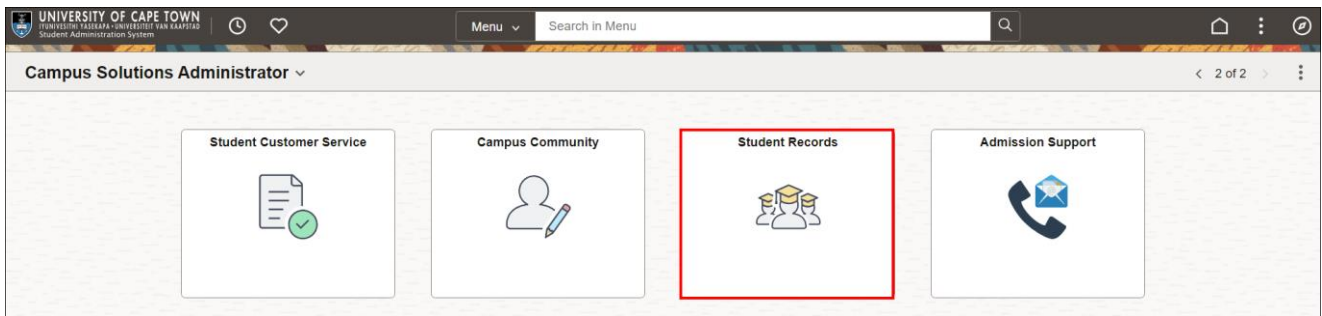 UNIVERSITY OF CAPE TOWN
IYUNIVESITHI YASEKAPA • UNIVERSITEIT VAN KAAPSTAD
Student Administration System
Menu
Search in Menu
Campus Solutions Administrator
2 of 2
Student Customer Service
Campus Community
Student Records
Admission Support